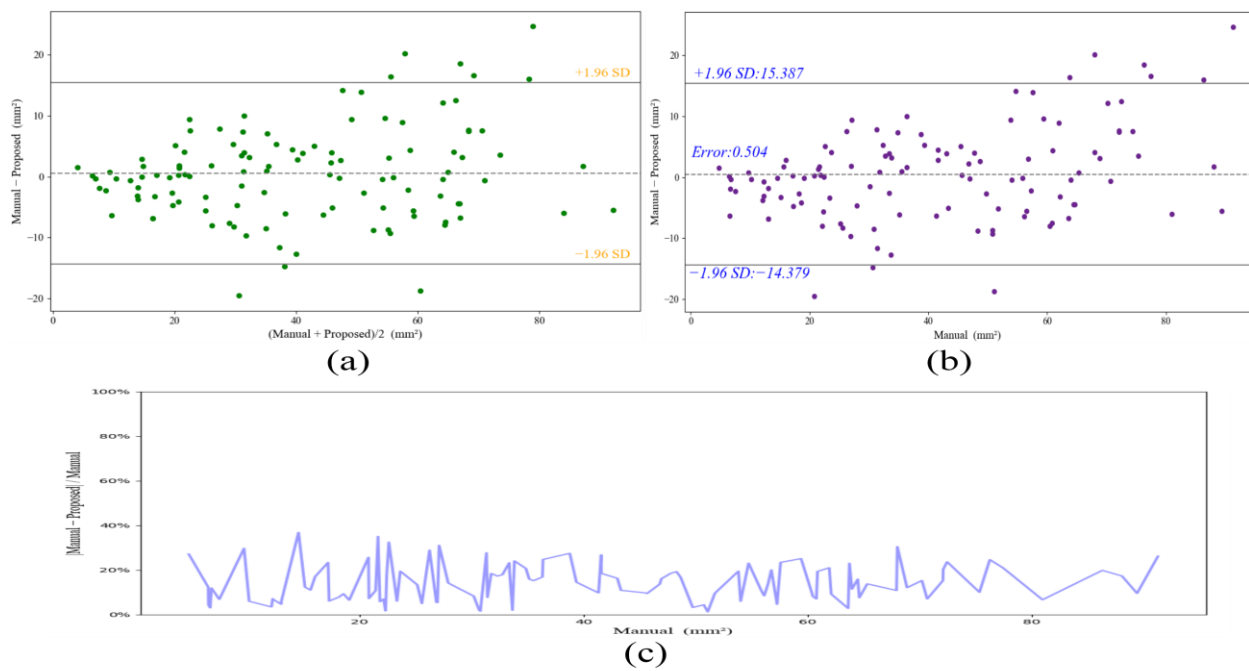 +1.96 SD
−1.96 SD
20
10
0
−10
−20
Manual − Proposed (mm²)
0
20
40
60
80
(Manual + Proposed)/2 (mm²)
(a)
+1.96 SD:15.387
Error:0.504
−1.96 SD:−14.379
20
10
0
−10
−20
Manual − Proposed (mm²)
0
20
40
60
80
Manual (mm²)
(b)
100%
80%
60%
40%
20%
0%
|Manual − Proposed| / Manual
20
40
60
80
Manual (mm²)
(c)